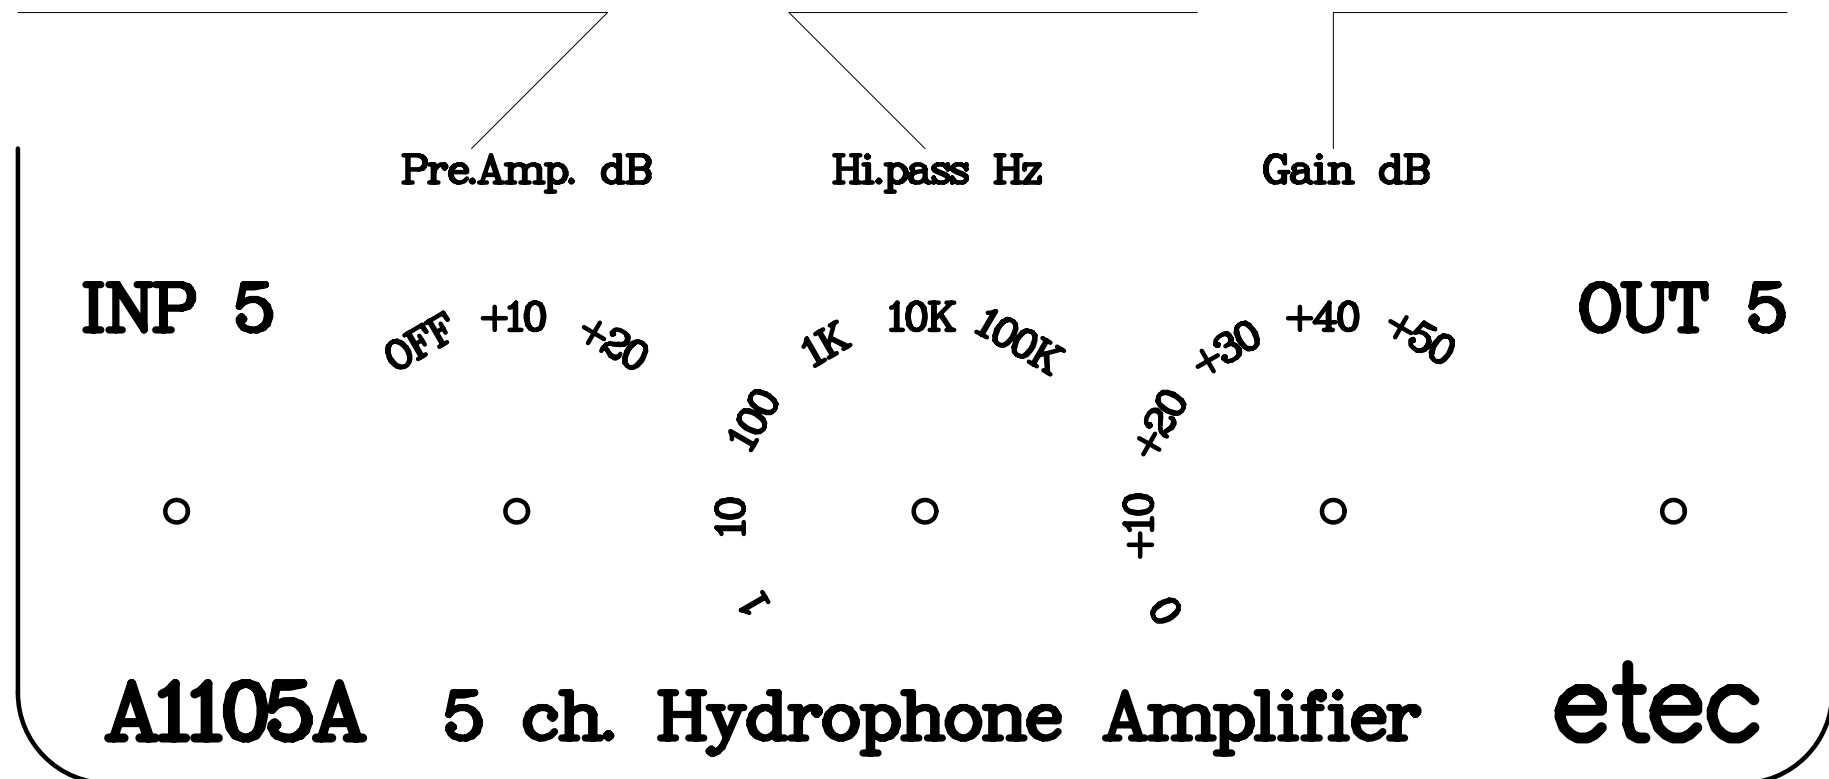 Pre.Amp. dB Hi.pass Hz Gain dB
INP 5 OFF +10 +20 1 10 100 1K 10K 100K 0 +10 +20 +30 +40 +50 OUT 5
A1105A 5 ch. Hydrophone Amplifier etec